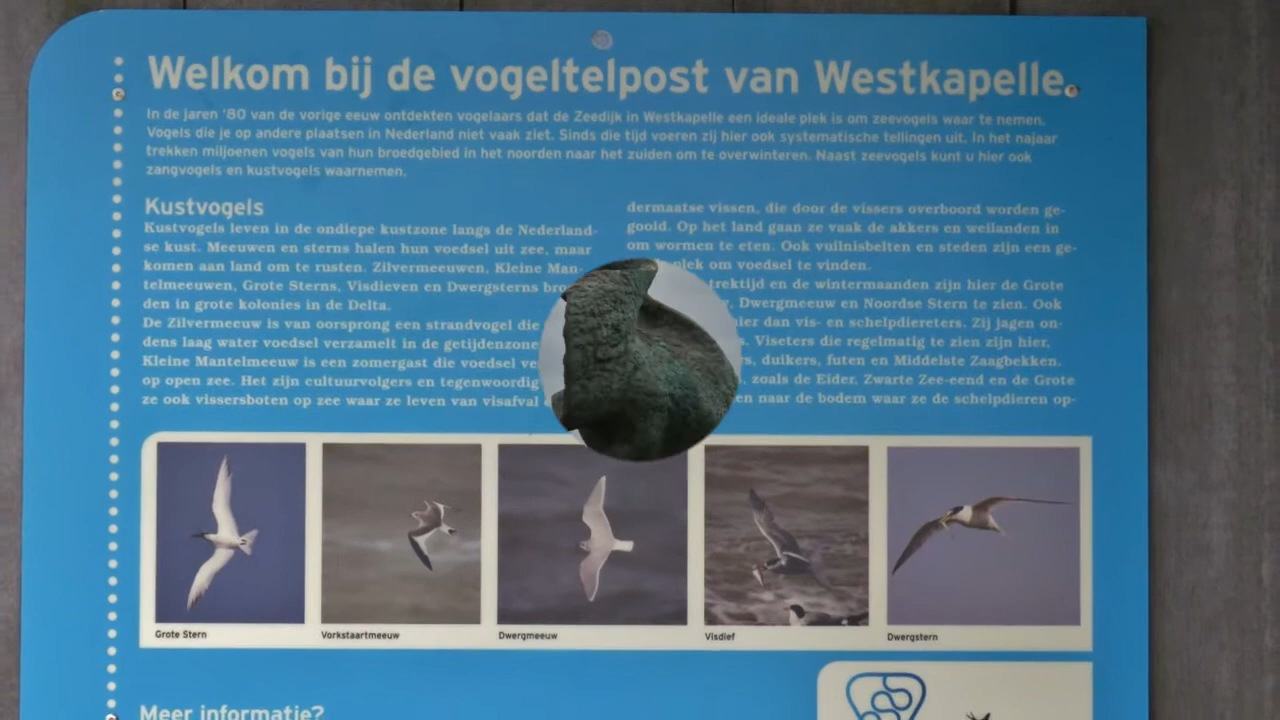 Welkom bij de vogeltelpost van Westkapelle.
In de jaren '80 van de vorige eeuw ontdekten vogelaars dat de Zeedijk in Westkapelle een ideale plek is om zeevogels waar te nemen.
Vogels die je op andere plaatsen in Nederland niet vaak ziet. Sinds die tijd voeren zij hier ook systematische tellingen uit. In het najaar
trekken miljoenen vogels van hun broedgebied in het noorden naar het zuiden om te overwinteren. Naast zeevogels kunt u hier ook
zangvogels en kustvogels waarnemen.
Kustvogels
Kustvogels leven in de ondiepe kustzone langs de Nederland-
se kust. Meeuwen en sterns halen hun voedsel uit zee, maar
komen aan land om te rusten. Zilvermeeuwen, Kleine Man-
telmeeuwen, Grote Sterns, Visdieven en Dwergsterns bro
den in grote kolonies in de Delta.
De Zilvermeeuw is van oorsprong een strandvogel die
dens laag water voedsel verzamelt in de getijdenzone
Kleine Mantelmeeuw is een zomergast die voedsel ve
op open zee. Het zijn cultuurvolgers en tegenwoordig
ze ook vissersboten op zee waar ze leven van visafval
dermaatse vissen, die door de vissers overboord worden ge-
gooid. Op het land gaan ze vaak de akkers en weilanden in
om wormen te eten. Ook vuilnisbelten en steden zijn een ge-
plek om voedsel te vinden.
trektijd en de wintermaanden zijn hier de Grote
, Dwergmeeuw en Noordse Stern te zien. Ook
hier dan vis- en schelpdiereters. Zij jagen on-
s. Viseters die regelmatig te zien zijn hier,
rs, duikers, futen en Middelste Zaagbekken.
, zoals de Eider, Zwarte Zee-eend en de Grote
en naar de bodem waar ze de schelpdieren op-
Grote Stern
Vorkstaartmeeuw
Dwergmeeuw
Visdief
Dwergstern
Meer informatie?